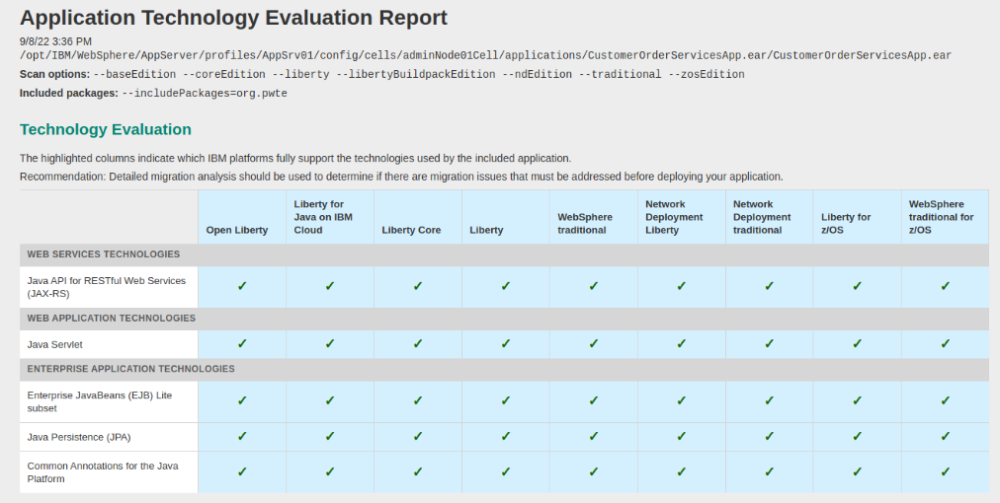 Application Technology Evaluation Report
9/8/22 3:36 PM
/opt/IBM/WebSphere/AppServer/profiles/AppSrv01/config/cells/adminNode01Cell/applications/CustomerOrderServicesApp.ear/CustomerOrderServicesApp.ear
Scan options: --baseEdition --coreEdition --liberty --libertyBuildpackEdition --ndEdition --traditional --zosEdition
Included packages: --includePackages=org.pwte
Technology Evaluation
The highlighted columns indicate which IBM platforms fully support the technologies used by the included application.
Recommendation: Detailed migration analysis should be used to determine if there are migration issues that must be addressed before deploying your application.
Open Liberty
Liberty for
Java on IBM
Cloud
Liberty Core
Liberty
WebSphere
traditional
Network
Deployment
Liberty
Network
Deployment
traditional
Liberty for
z/OS
WebSphere
traditional for
z/OS
WEB SERVICES TECHNOLOGIES
Java API for RESTful Web Services
(JAX-RS)
✓ ✓ ✓ ✓ ✓ ✓ ✓ ✓ ✓
WEB APPLICATION TECHNOLOGIES
Java Servlet ✓ ✓ ✓ ✓ ✓ ✓ ✓ ✓ ✓
ENTERPRISE APPLICATION TECHNOLOGIES
Enterprise JavaBeans (EJB) Lite
subset
✓ ✓ ✓ ✓ ✓ ✓ ✓ ✓ ✓
Java Persistence (JPA) ✓ ✓ ✓ ✓ ✓ ✓ ✓ ✓ ✓
Common Annotations for the Java
Platform
✓ ✓ ✓ ✓ ✓ ✓ ✓ ✓ ✓